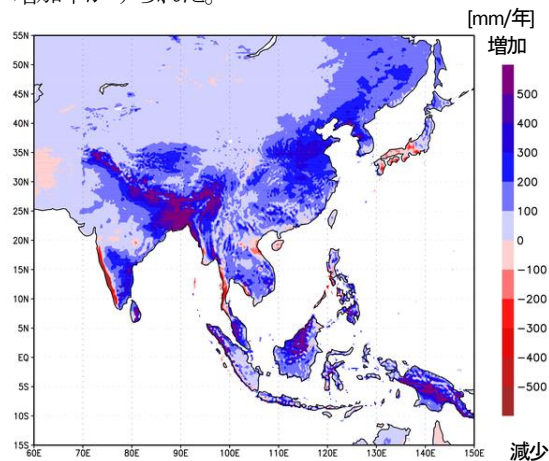 [mm/年]
増加
55N
50N
45N
40N
35N
30N
25N
20N
15N
10N
5N
EQ
5S
10S
15S
60E 70E 80E 90E 100E 110E 120E 130E 140E 150E
500
400
300
200
100
0
−100
−200
−300
−400
−500
減少